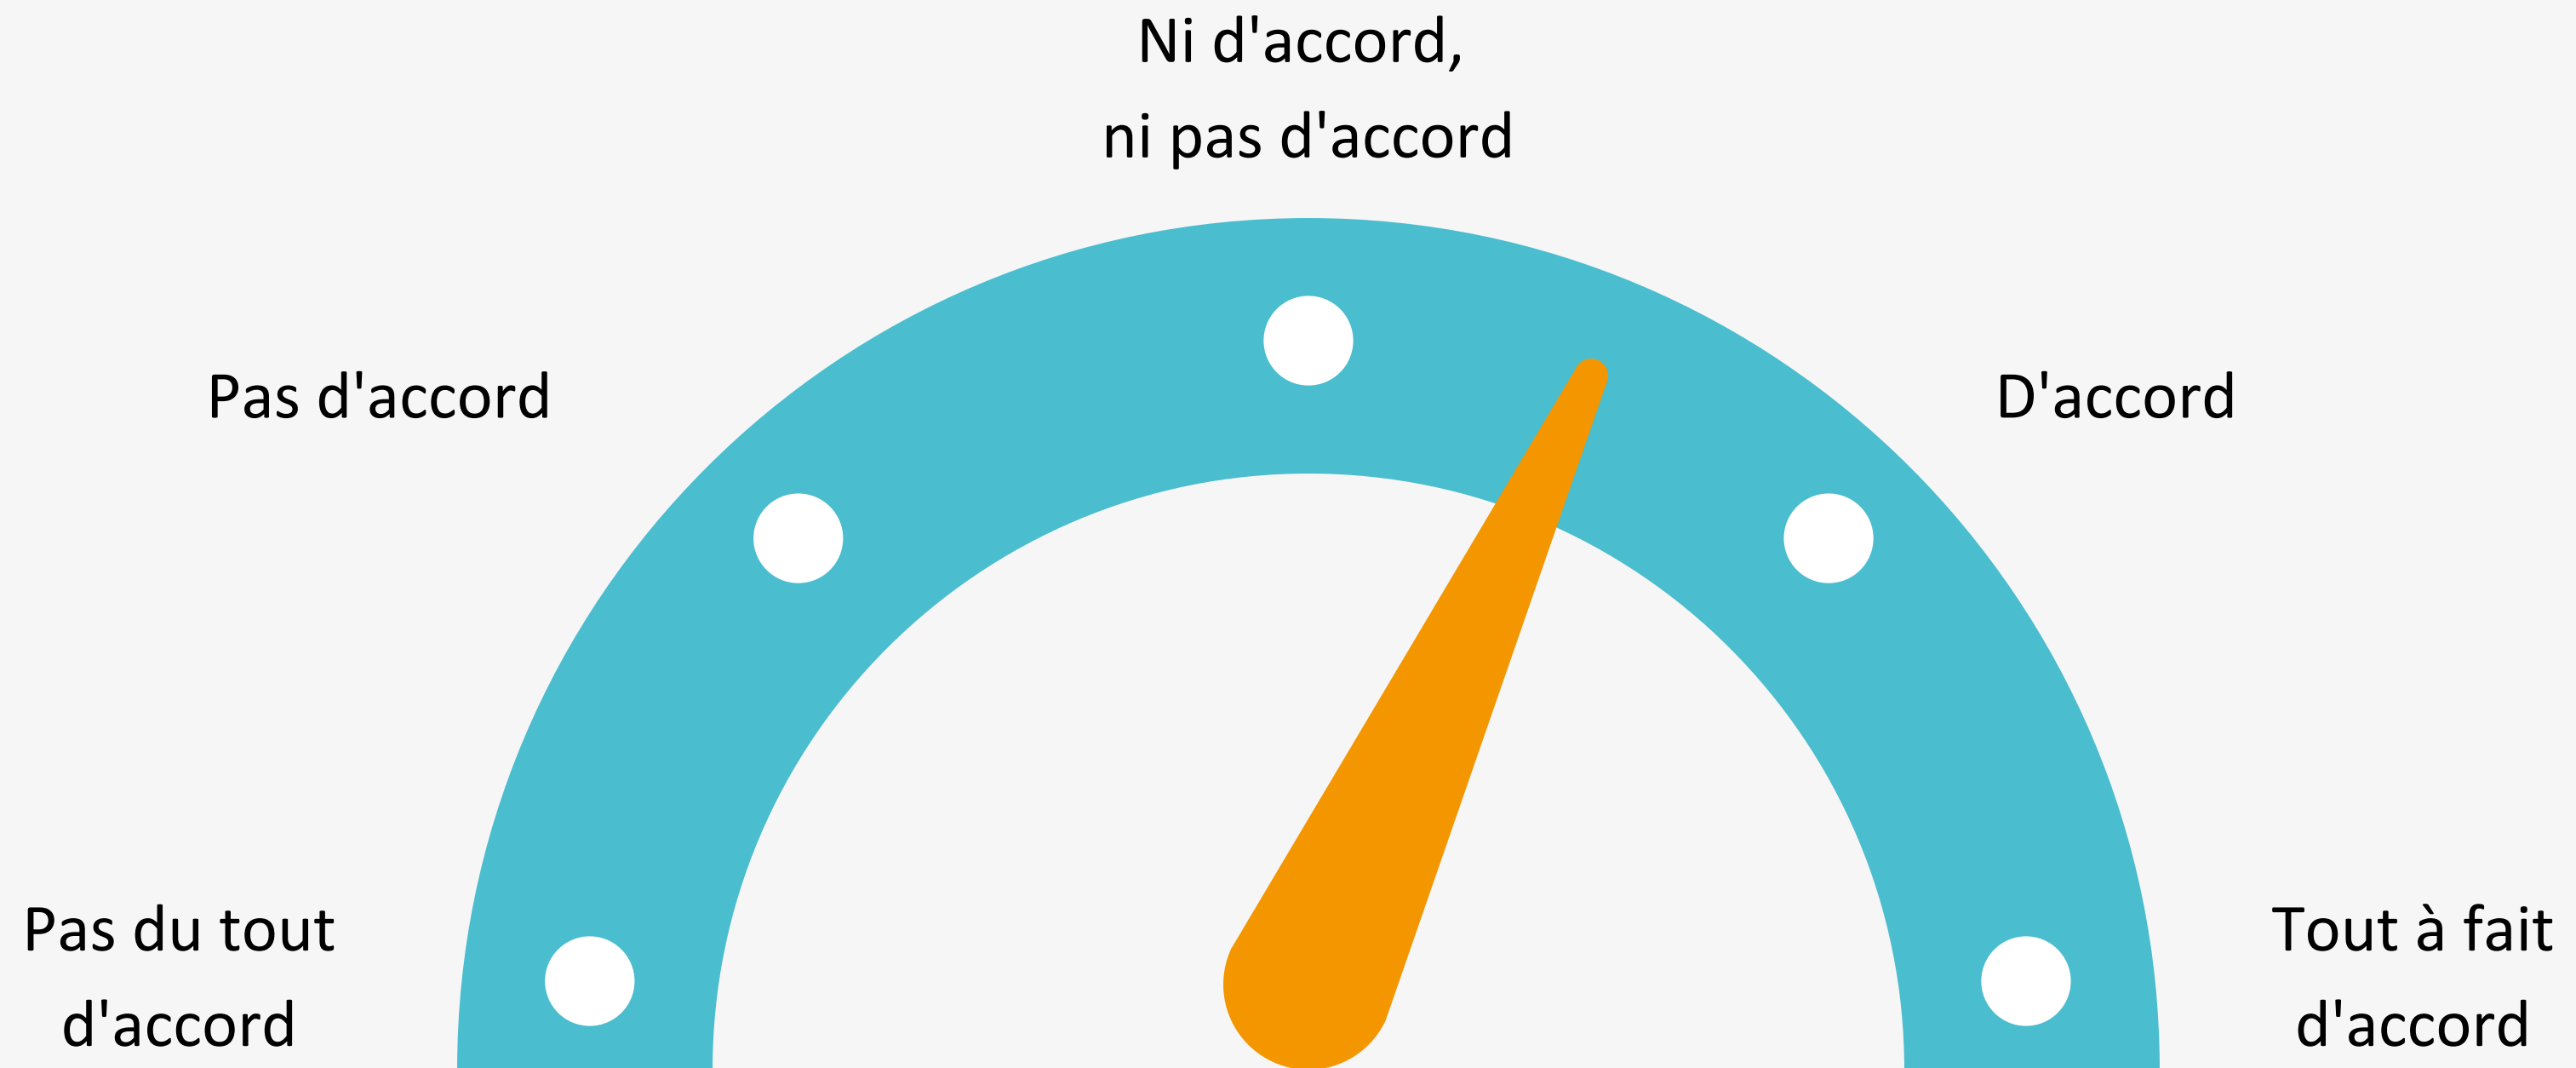 Ni d'accord,
ni pas d'accord
Pas d'accord
D'accord
Pas du tout
d'accord
Tout à fait
d'accord